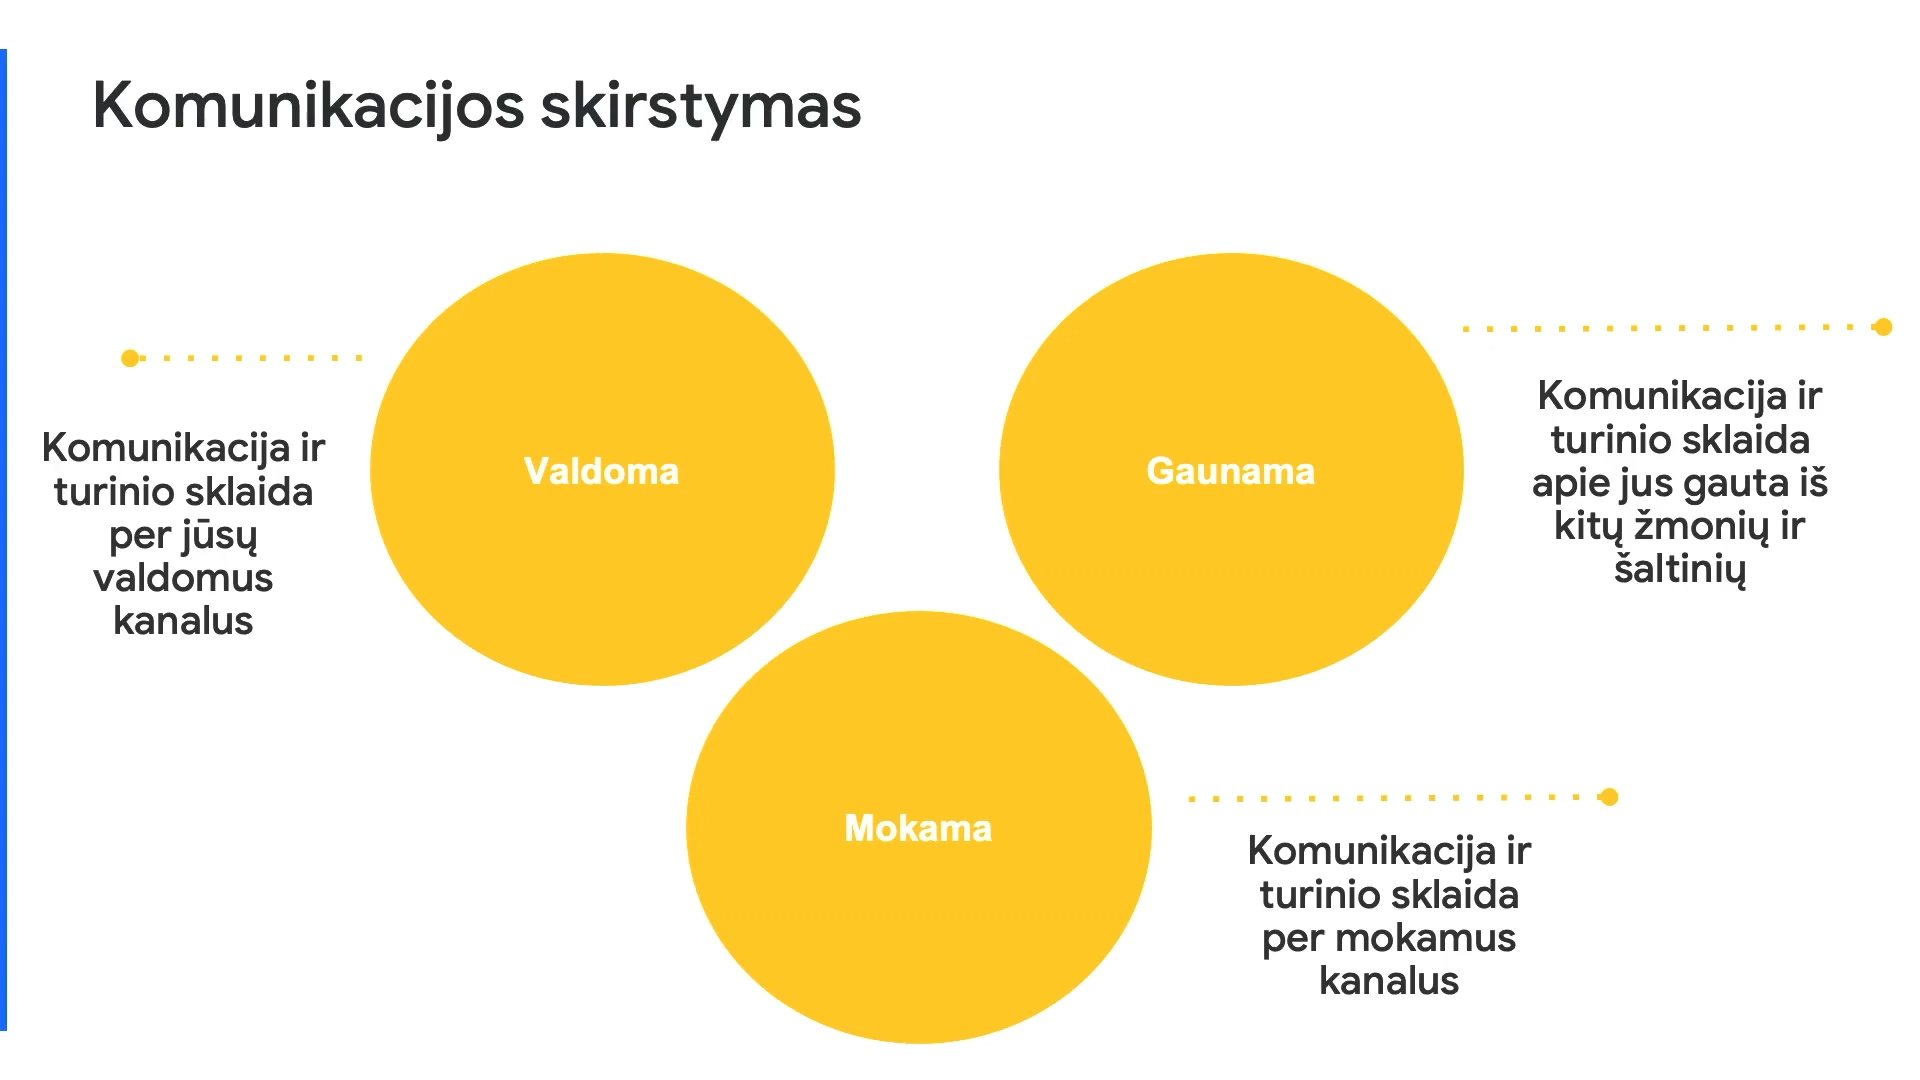 Komunikacijos skirstymas
Valdoma
Komunikacija ir
turinio sklaida
per jūsų
valdomus
kanalus
Gaunama
Komunikacija ir
turinio sklaida
apie jus gauta iš
kitų žmonių ir
šaltinių
Mokama
Komunikacija ir
turinio sklaida
per mokamus
kanalus